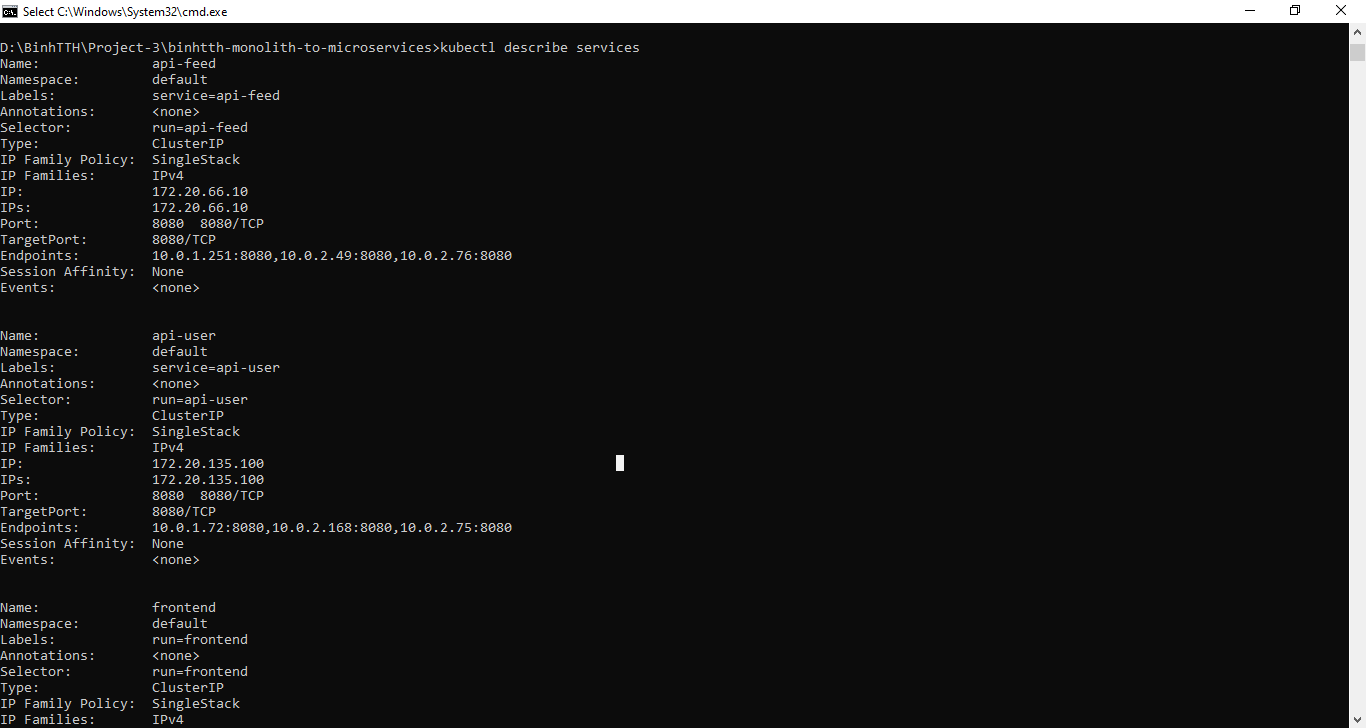 Select C:\Windows\System32\cmd.exe
D:\BinhTTH\Project-3\binhtth-monolith-to-microservices>kubectl describe services
Name:              api-feed
Namespace:         default
Labels:            service=api-feed
Annotations:       <none>
Selector:          run=api-feed
Type:              ClusterIP
IP Family Policy:  SingleStack
IP Families:       IPv4
IP:                172.20.66.10
IPs:               172.20.66.10
Port:              8080  8080/TCP
TargetPort:        8080/TCP
Endpoints:         10.0.1.251:8080,10.0.2.49:8080,10.0.2.76:8080
Session Affinity:  None
Events:            <none>
Name:              api-user
Namespace:         default
Labels:            service=api-user
Annotations:       <none>
Selector:          run=api-user
Type:              ClusterIP
IP Family Policy:  SingleStack
IP Families:       IPv4
IP:                172.20.135.100
IPs:               172.20.135.100
Port:              8080  8080/TCP
TargetPort:        8080/TCP
Endpoints:         10.0.1.72:8080,10.0.2.168:8080,10.0.2.75:8080
Session Affinity:  None
Events:            <none>
Name:              frontend
Namespace:         default
Labels:            run=frontend
Annotations:       <none>
Selector:          run=frontend
Type:              ClusterIP
IP Family Policy:  SingleStack
IP Families:       IPv4